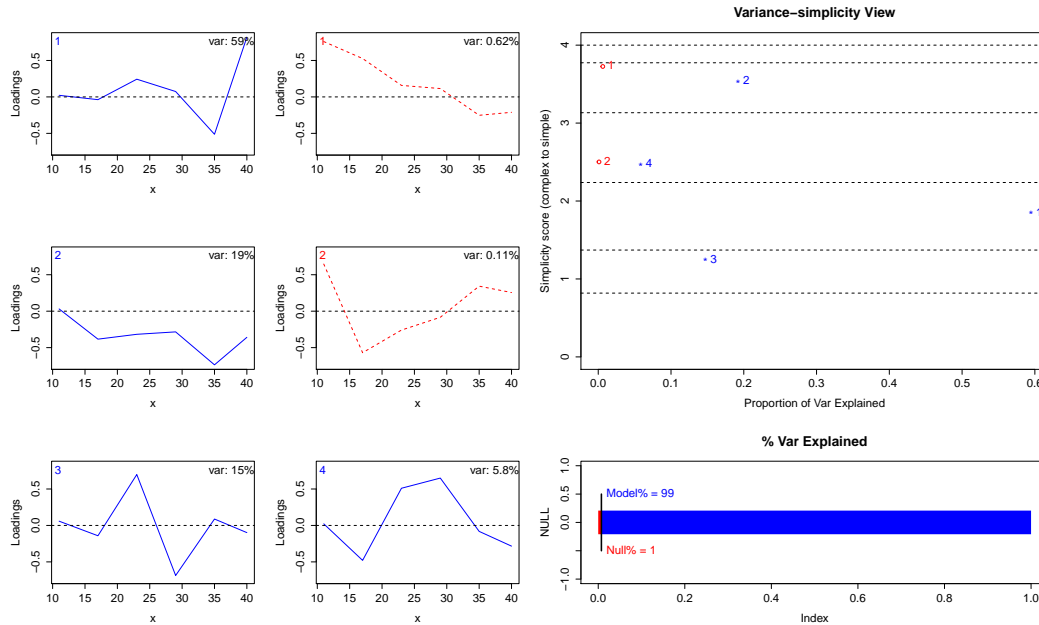 1
var: 59%
Loadings
0.5
0.0
−0.5
10 15 20 25 30 35 40
x
1
var: 0.62%
Loadings
0.5
0.0
−0.5
10 15 20 25 30 35 40
x
Variance−simplicity View
Simplicity score (complex to simple)
4
3
2
1
0
1
2
2
4
1
3
0.0 0.1 0.2 0.3 0.4 0.5 0.6
Proportion of Var Explained
2
var: 19%
Loadings
0.5
0.0
−0.5
10 15 20 25 30 35 40
x
2
var: 0.11%
Loadings
0.5
0.0
−0.5
10 15 20 25 30 35 40
x
3
var: 15%
Loadings
0.5
0.0
−0.5
10 15 20 25 30 35 40
x
4
var: 5.8%
Loadings
0.5
0.0
−0.5
10 15 20 25 30 35 40
x
% Var Explained
NULL
1.0
0.5
0.0
−1.0
Model% = 99
Null% = 1
0.0 0.2 0.4 0.6 0.8 1.0
Index